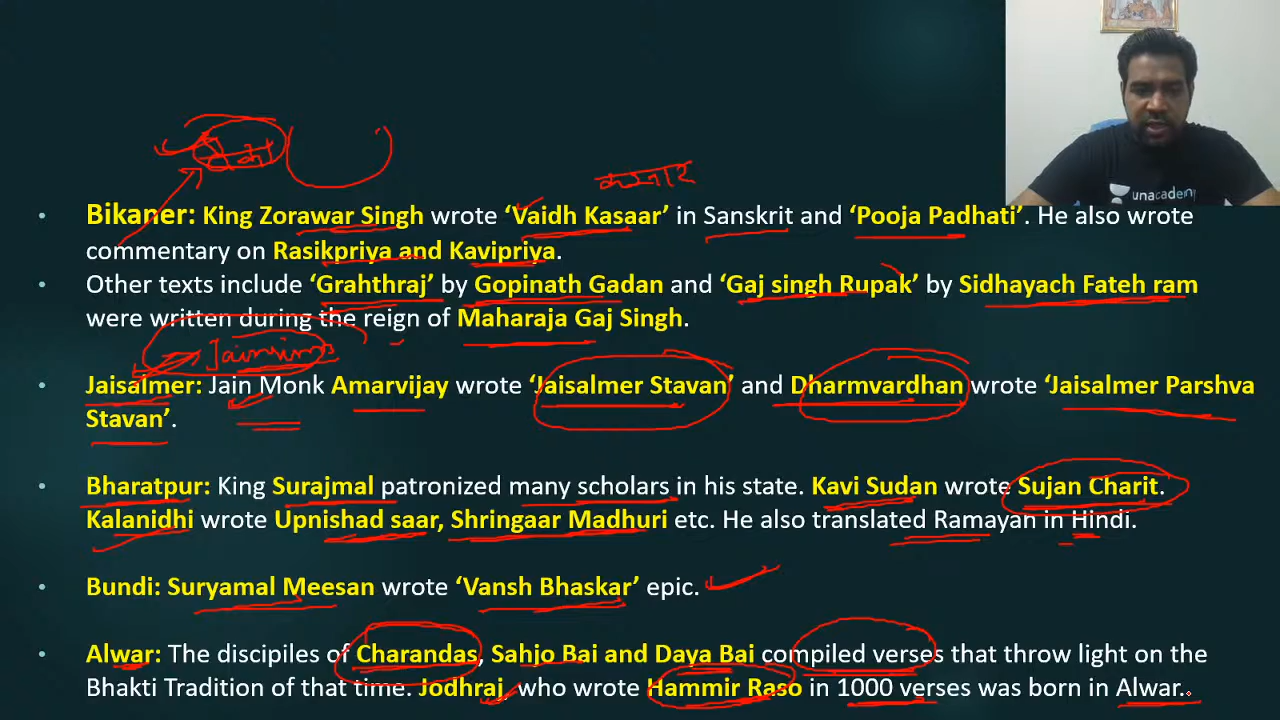 unacademy
• Bikaner: King Zorawar Singh wrote ‘Vaidh Kasaar’ in Sanskrit and ‘Pooja Padhati’. He also wrote
commentary on Rasikpriya and Kavipriya.
• Other texts include ‘Grahthraj’ by Gopinath Gadan and ‘Gaj singh Rupak’ by Sidhayach Fateh ram
were written during the reign of Maharaja Gaj Singh.
• Jaisalmer: Jain Monk Amarvijay wrote ‘Jaisalmer Stavan’ and Dharmvardhan wrote ‘Jaisalmer Parshva
Stavan’.
• Bharatpur: King Surajmal patronized many scholars in his state. Kavi Sudan wrote Sujan Charit.
Kalanidhi wrote Upnishad saar, Shringaar Madhuri etc. He also translated Ramayan in Hindi.
• Bundi: Suryamal Meesan wrote ‘Vansh Bhaskar’ epic.
• Alwar: The disciples of Charandas, Sahjo Bai and Daya Bai compiled verses that throw light on the
Bhakti Tradition of that time. Jodhraj, who wrote Hammir Raso in 1000 verses was born in Alwar..